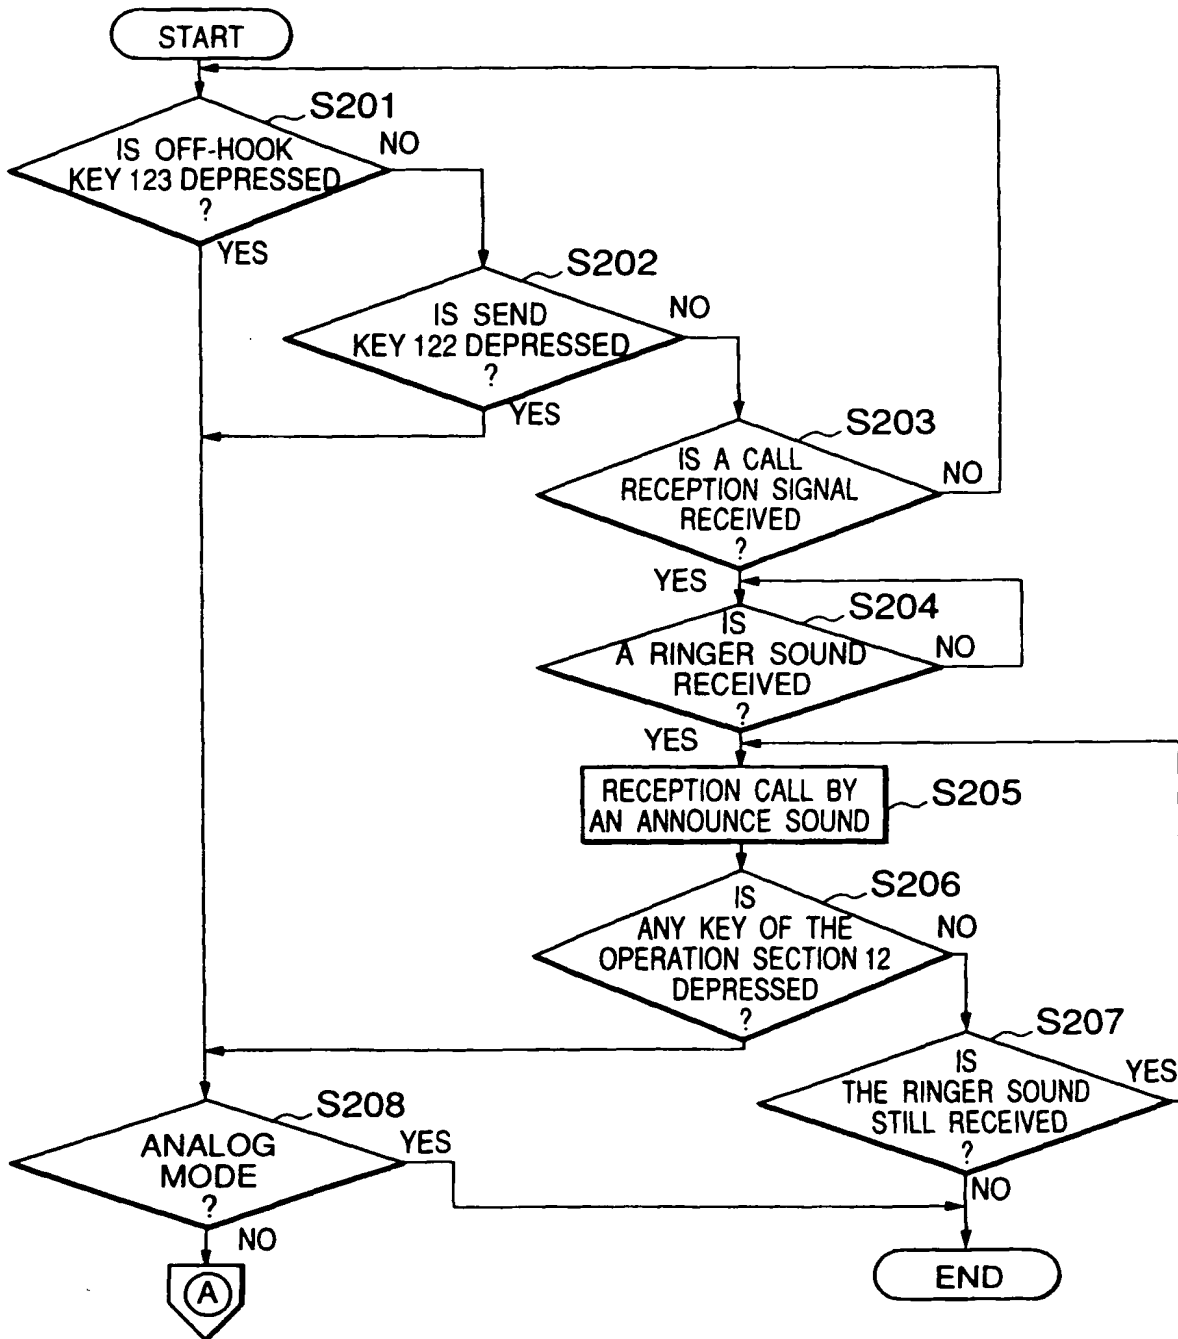 START
S201
IS OFF-HOOK
KEY 123 DEPRESSED
?
NO
YES
S202
IS SEND
KEY 122 DEPRESSED
?
NO
YES
S203
IS A CALL
RECEPTION SIGNAL
RECEIVED
?
NO
YES
S204
IS
A RINGER SOUND
RECEIVED
?
NO
YES
RECEPTION CALL BY
AN ANNOUNCE SOUND
S205
S206
IS
ANY KEY OF THE
OPERATION SECTION 12
DEPRESSED
?
NO
S207
IS
THE RINGER SOUND
STILL RECEIVED
?
YES
NO
S208
ANALOG
MODE
?
YES
NO
A
END